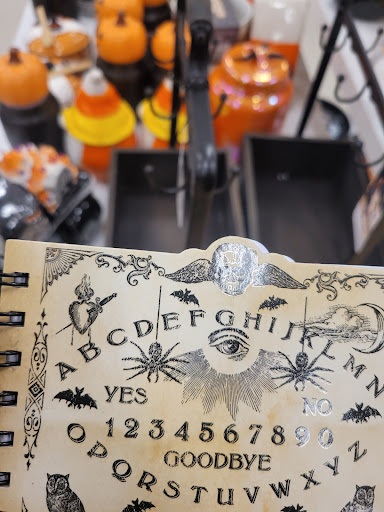 ABCDEFGHIJKLMN
YES NO
1234567890
GOODBYE
OPQRSTUVWXYZ